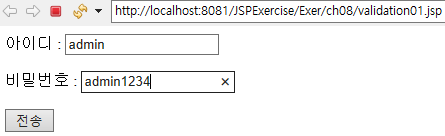 http://localhost:8081/JSPExercise/Exer/ch08/validation01.jsp
아이디 : admin
비밀번호 : admin1234
전송